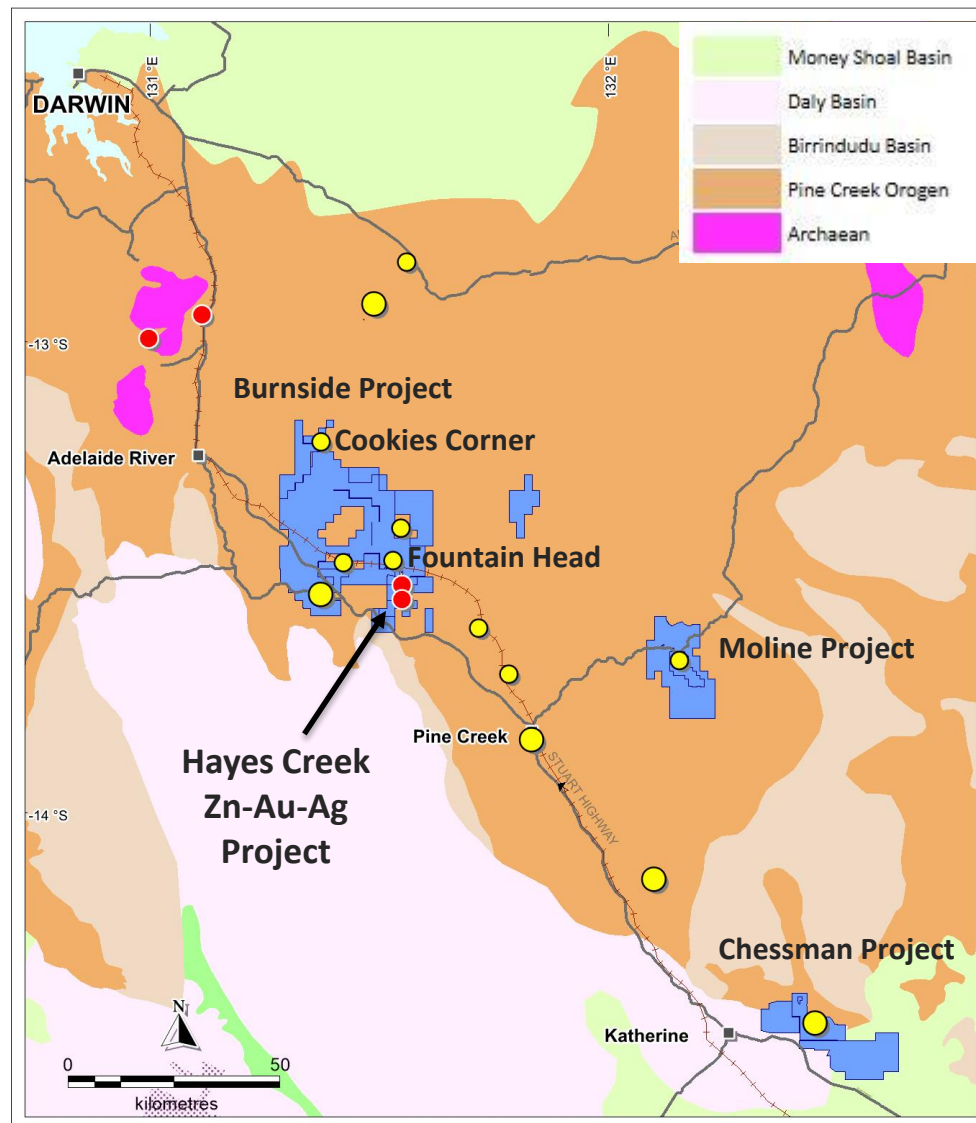 131 °E
132 °E
Money Shoal Basin
Daly Basin
Birrindudu Basin
Pine Creek Orogen
Archaean
DARWIN
-13 °S
Burnside Project
Cookies Corner
Adelaide River
Fountain Head
Moline Project
Pine Creek
Hayes Creek
Zn-Au-Ag
Project
STUART HIGHWAY
-14 °S
Chessman Project
Katherine
N
0 50
kilometres